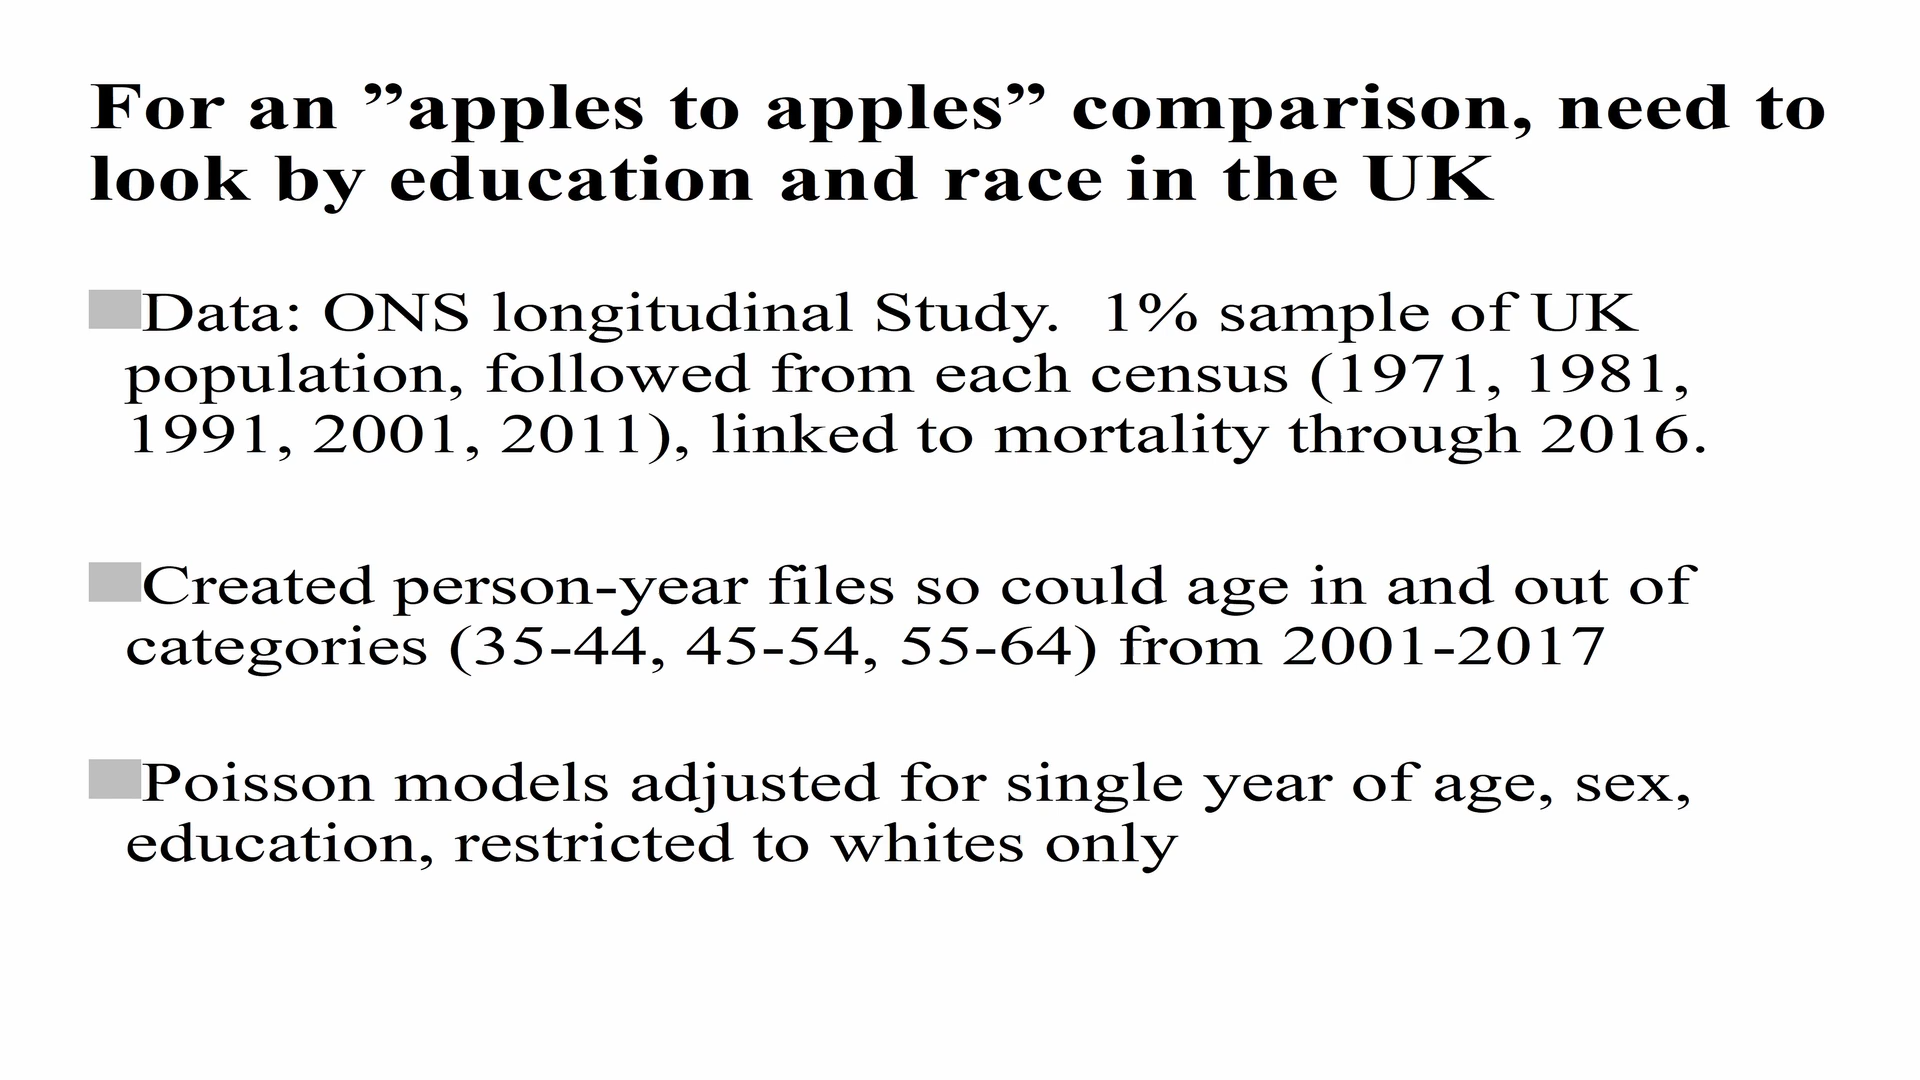 For an ”apples to apples” comparison, need to
look by education and race in the UK
Data: ONS longitudinal Study.  1% sample of UK
population, followed from each census (1971, 1981,
1991, 2001, 2011), linked to mortality through 2016.
Created person-year files so could age in and out of
categories (35-44, 45-54, 55-64) from 2001-2017
Poisson models adjusted for single year of age, sex,
education, restricted to whites only